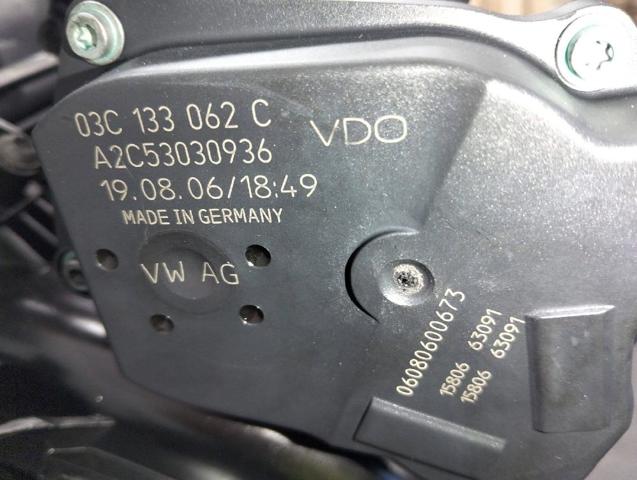 03C 133 062 C
VDO
A2C53030936
19.08.06/18:49
MADE IN GERMANY
VW AG
06080600673
15806 63091
15806 63091